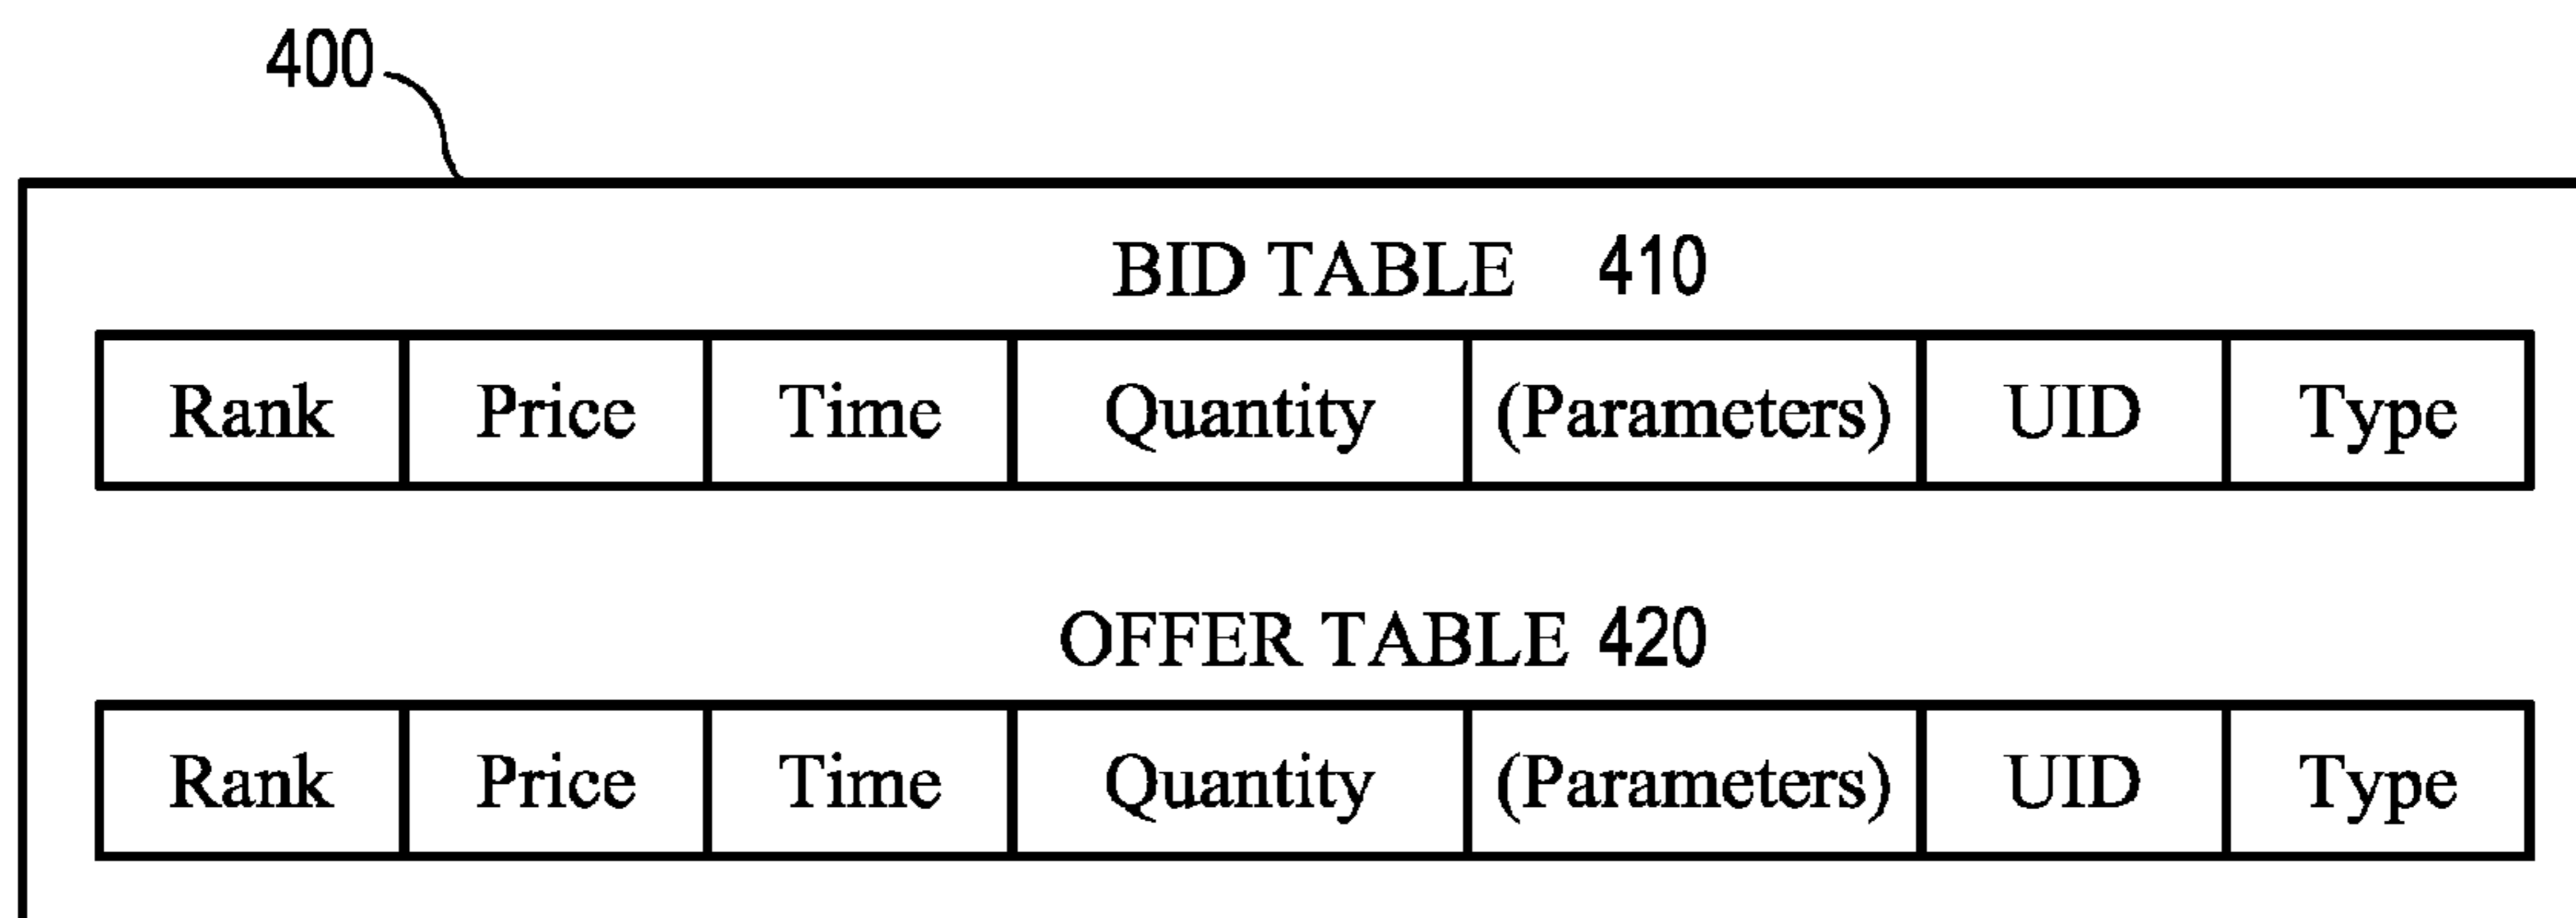 400
BID TABLE 410
Rank Price Time Quantity (Parameters) UID Type
OFFER TABLE 420
Rank Price Time Quantity (Parameters) UID Type